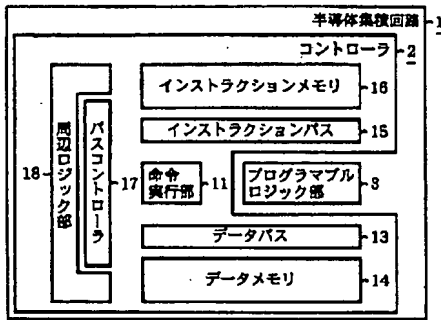 半導体集積回路 1
コントローラ 2
インストラクションメモリ 16
インストラクションバス 15
周辺ロジック部 18
バスコントローラ 17
命令
実行部 11
プログラマブル
ロジック部 3
データバス 13
データメモリ 14